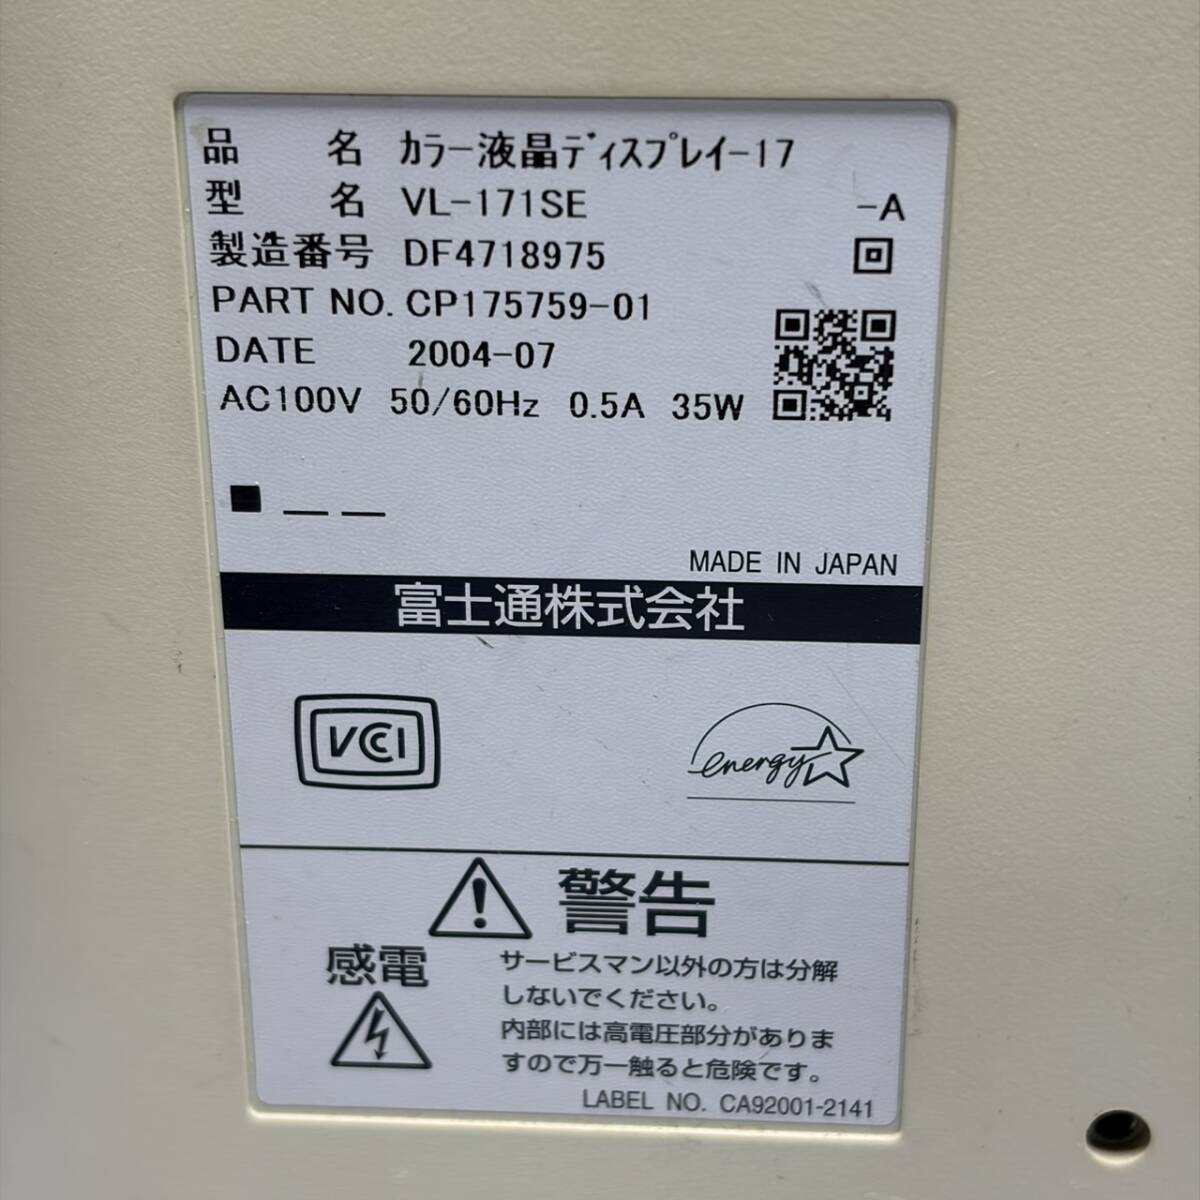 品 名 カラー液晶ディスプレイ-17
型 名 VL-171SE -A
製造番号 DF4718975
PART NO. CP175759-01
DATE 2004-07
AC100V 50/60Hz 0.5A 35W
MADE IN JAPAN
富士通株式会社
VCCI
energy
警告
感電
サービスマン以外の方は分解
しないでください。
内部には高電圧部分がありま
すので万一触ると危険です。
LABEL NO. CA92001-2141